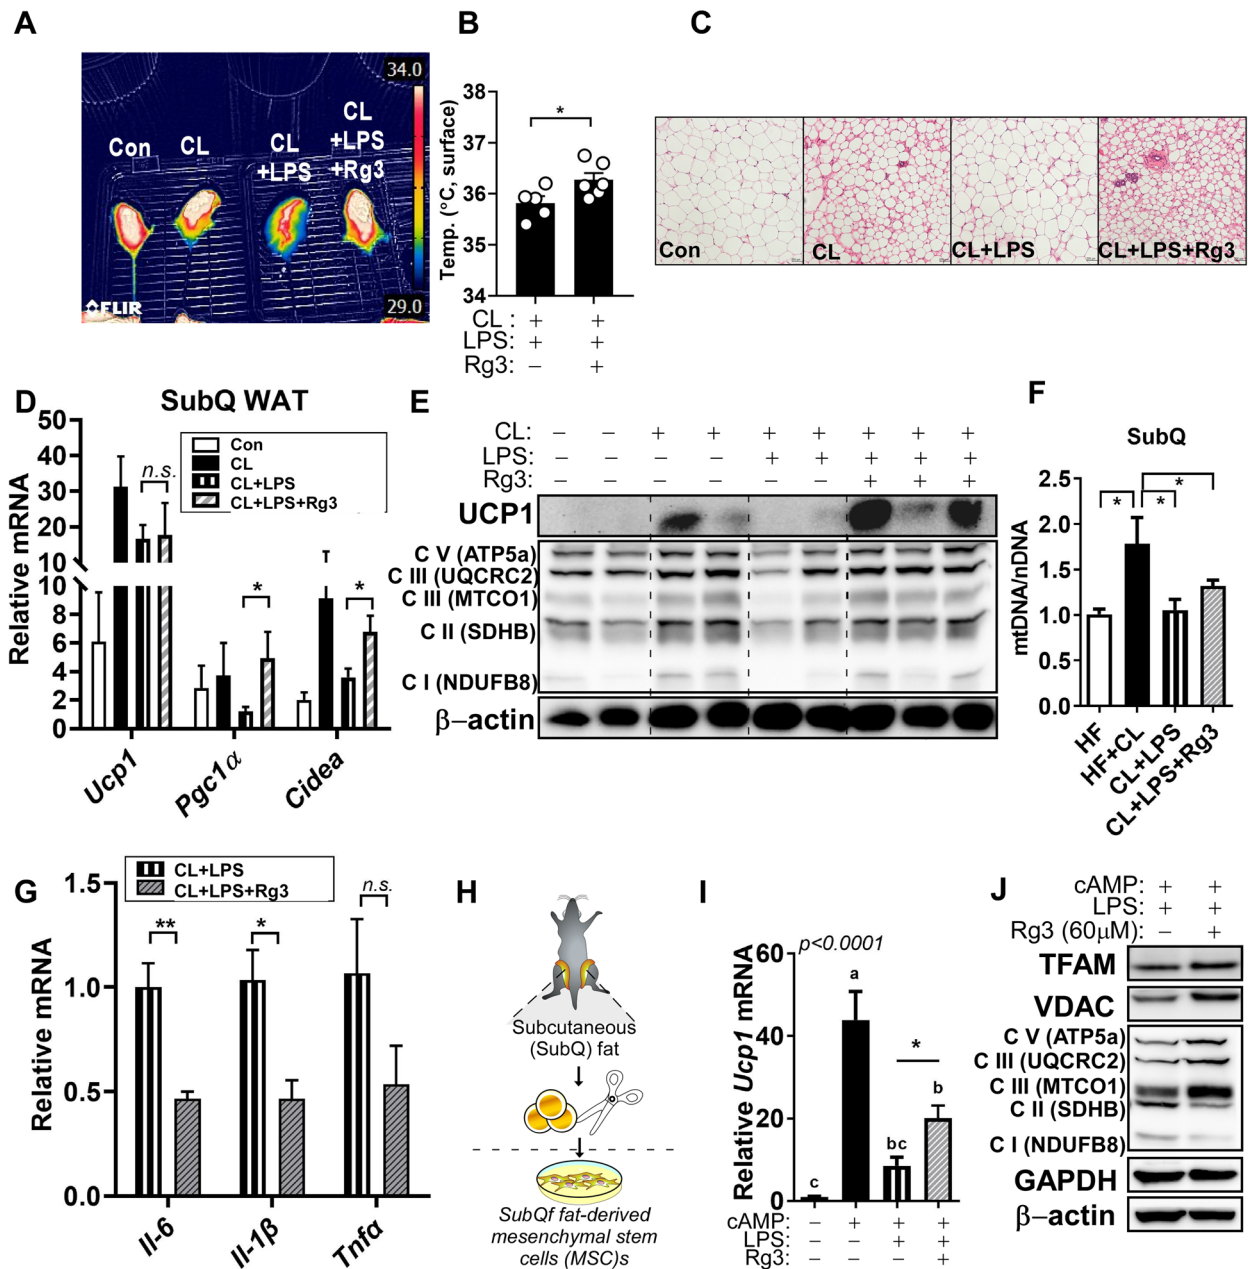 A
34.0
Con
CL
CL
+LPS
CL
+LPS
+Rg3
FLIR
29.0
B
Temp. (°C, surface)
38
37
36
35
34
*
CL : + +
LPS: + +
Rg3: − +
C
Con
CL
CL+LPS
CL+LPS+Rg3
D
SubQ WAT
Relative mRNA
50
40
30
20
10
10
8
6
4
2
0
Con
CL
CL+LPS
CL+LPS+Rg3
n.s.
*
*
Ucp1
Pgc1α
Cidea
E
CL: − − + + + + + + +
LPS: − − − − + + + + +
Rg3: − − − − − − + + +
UCP1
C V (ATP5a)
C III (UQCRC2)
C III (MTCO1)
C II (SDHB)
C I (NDUFB8)
β−actin
F
SubQ
mtDNA/nDNA
2.5
2.0
1.5
1.0
0.5
0.0
*
*
*
HF
HF+CL
CL+LPS
CL+LPS+Rg3
G
CL+LPS
CL+LPS+Rg3
Relative mRNA
1.5
1.0
0.5
0.0
**
*
n.s.
Il-6
Il-1β
Tnfα
H
Subcutaneous
(SubQ) fat
SubQf fat-derived
mesenchymal stem
cells (MSC)s
I
Relative Ucp1 mRNA
60
40
20
0
p<0.0001
c
a
bc
b
*
cAMP: − + + +
LPS: − − + +
Rg3: − − − +
J
cAMP: + +
LPS: + +
Rg3 (60μM): − +
TFAM
VDAC
C V (ATP5a)
C III (UQCRC2)
C III (MTCO1)
C II (SDHB)
C I (NDUFB8)
GAPDH
β−actin